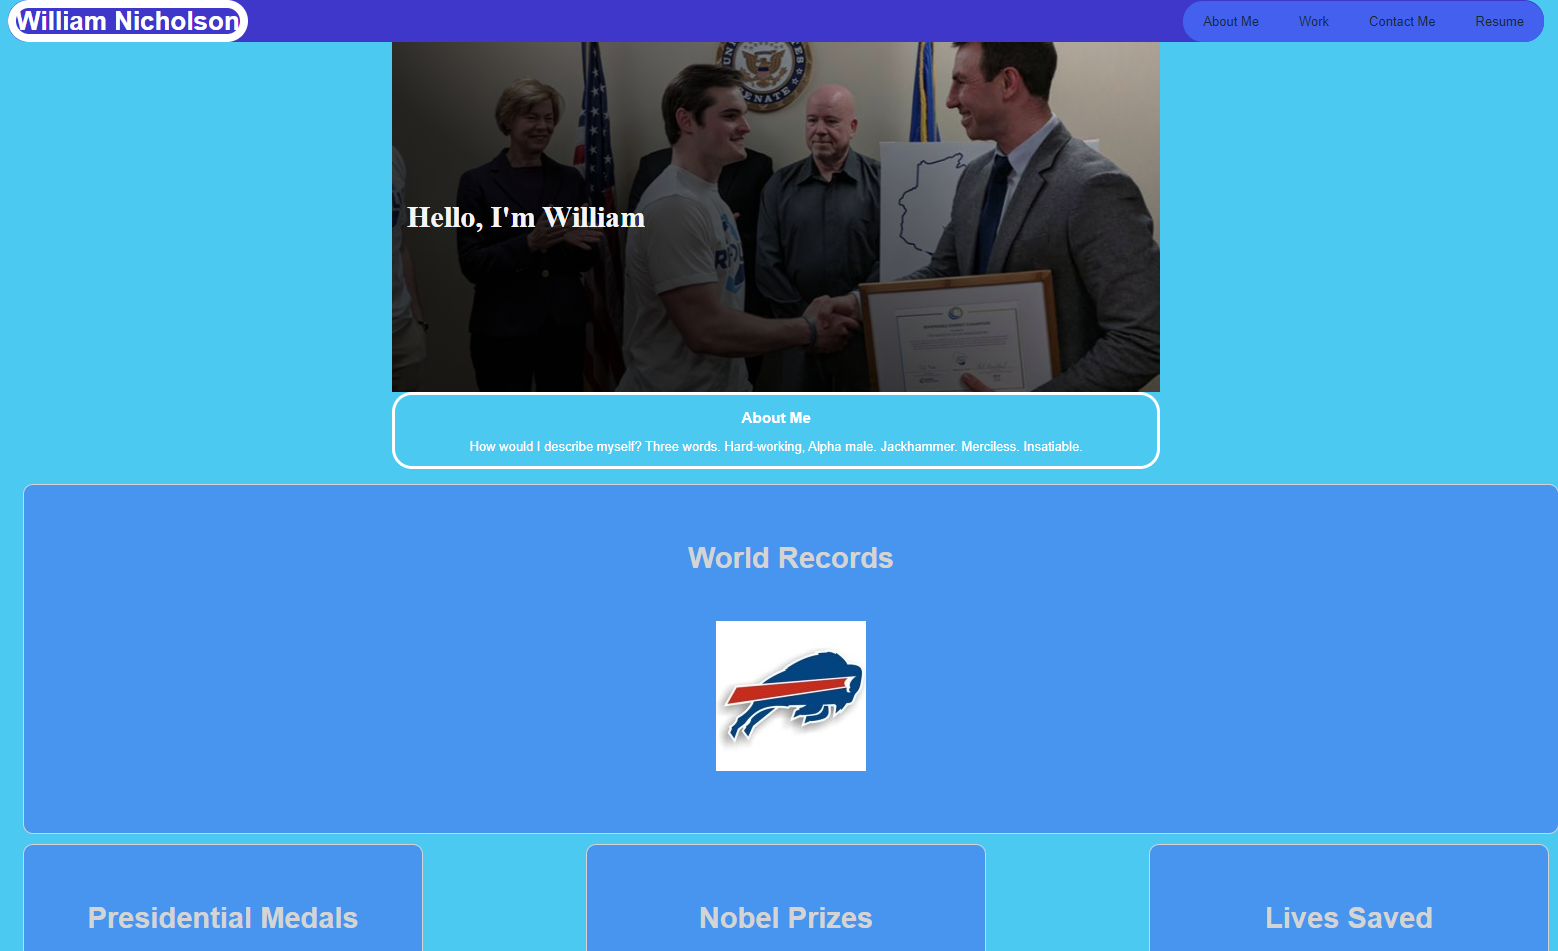 William Nicholson
About Me
Work
Contact Me
Resume
SENATE
Hello, I'm William
About Me
How would I describe myself? Three words. Hard-working, Alpha male. Jackhammer. Merciless. Insatiable.
World Records
Presidential Medals
Nobel Prizes
Lives Saved